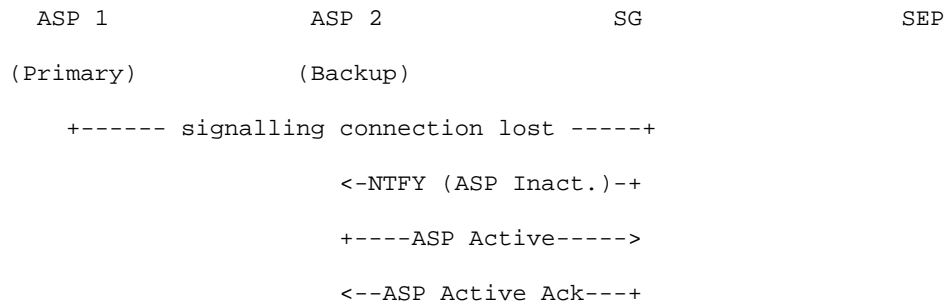 ASP 1 ASP 2 SG SEP
(Primary) (Backup)
+------ signalling connection lost -----+
<-NTFY (ASP Inact.)-+
+----ASP Active----->
<--ASP Active Ack---+